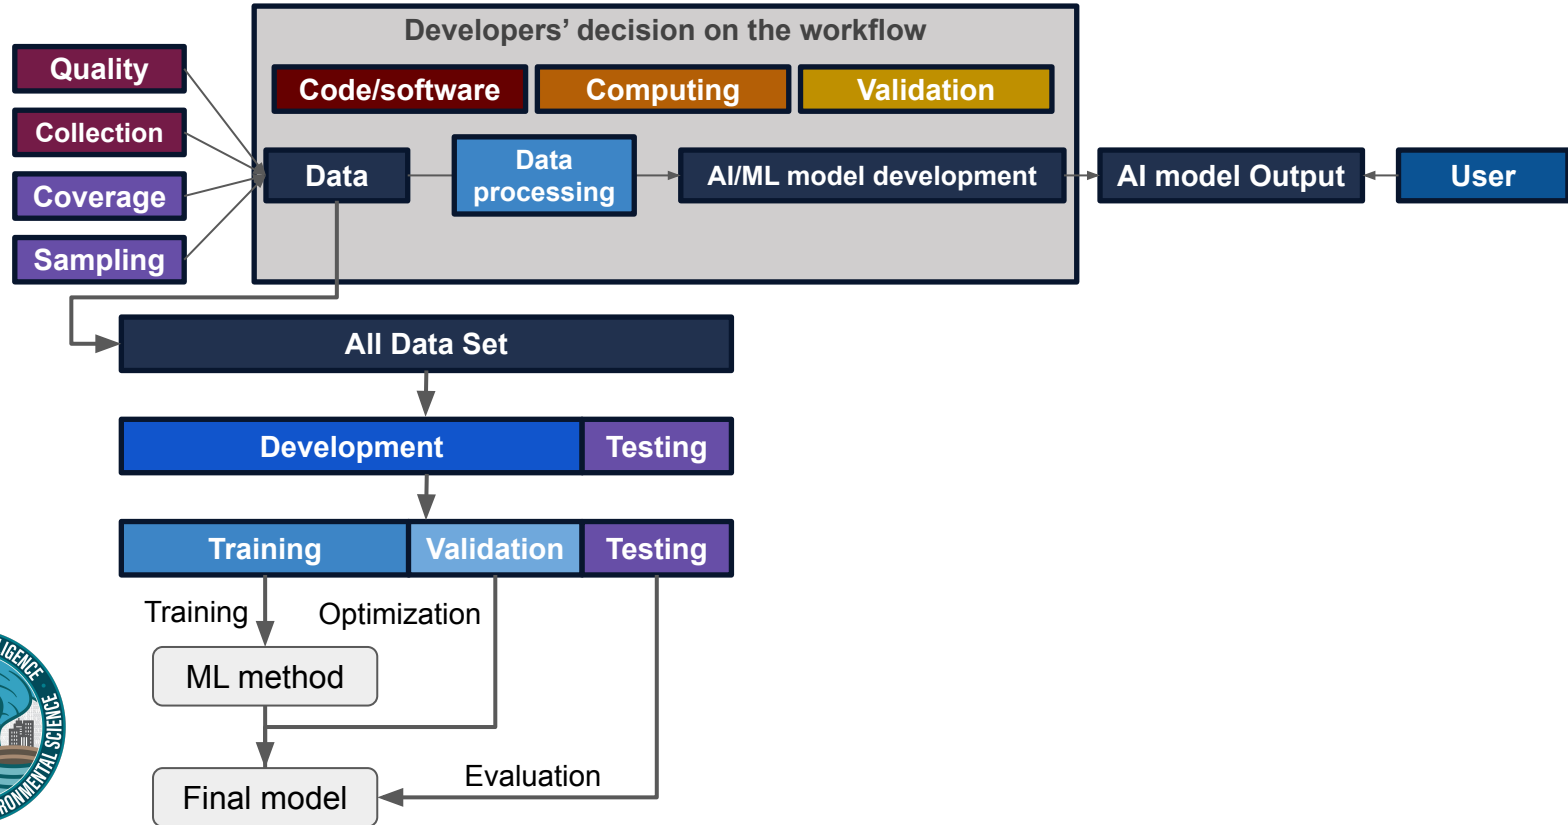 Developers’ decision on the workflow
Quality
Collection
Coverage
Sampling
Code/software
Computing
Validation
Data
Data
processing
AI/ML model development
AI model Output
User
All Data Set
Development
Testing
Training
Validation
Testing
Training
Optimization
ML method
Evaluation
Final model
SCIENCE